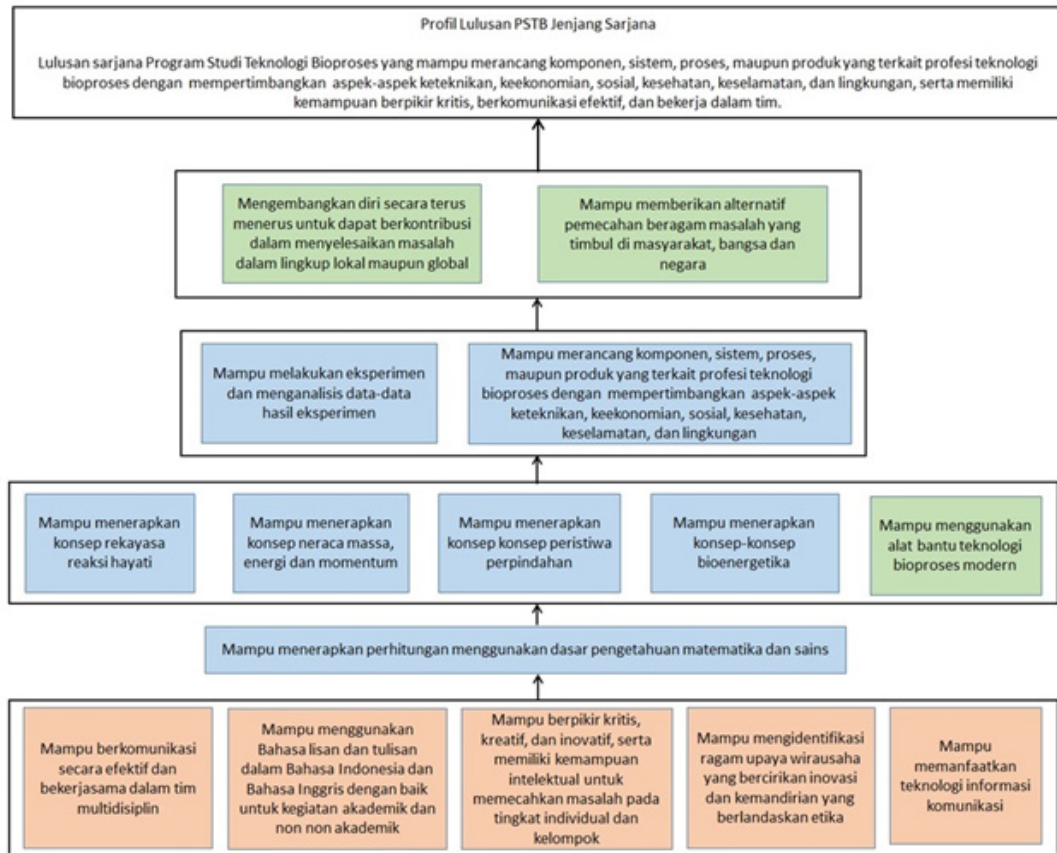 Profil Lulusan PSTB Jenjang Sarjana
Lulusan sarjana Program Studi Teknologi Bioproses yang mampu merancang komponen, sistem, proses, maupun produk yang terkait profesi teknologi
bioproses dengan mempertimbangkan aspek-aspek keteknikan, keekonomian, sosial, kesehatan, keselamatan, dan lingkungan, serta memiliki
kemampuan berpikir kritis, berkomunikasi efektif, dan bekerja dalam tim.
Mengembangkan diri secara terus
menerus untuk dapat berkontribusi
dalam menyelesaikan masalah
dalam lingkup lokal maupun global
Mampu memberikan alternatif
pemecahan beragam masalah yang
timbul di masyarakat, bangsa dan
negara
Mampu melakukan eksperimen
dan menganalisis data-data
hasil eksperimen
Mampu merancang komponen, sistem, proses,
maupun produk yang terkait profesi teknologi
bioproses dengan mempertimbangkan aspek-aspek
keteknikan, keekonomian, sosial, kesehatan,
keselamatan, dan lingkungan
Mampu menerapkan
konsep rekayasa
reaksi hayati
Mampu menerapkan
konsep neraca massa,
energi dan momentum
Mampu menerapkan
konsep konsep peristiwa
perpindahan
Mampu menerapkan
konsep-konsep
bioenergetika
Mampu menggunakan
alat bantu teknologi
bioproses modern
Mampu menerapkan perhitungan menggunakan dasar pengetahuan matematika dan sains
Mampu berkomunikasi
secara efektif dan
bekerjasama dalam tim
multidisiplin
Mampu menggunakan
Bahasa lisan dan tulisan
dalam Bahasa Indonesia dan
Bahasa Inggris dengan baik
untuk kegiatan akademik dan
non non akademik
Mampu berpikir kritis,
kreatif, dan inovatif, serta
memiliki kemampuan
intelektual untuk
memecahkan masalah pada
tingkat individual dan
kelompok
Mampu mengidentifikasi
ragam upaya wirausaha
yang bercirikan inovasi
dan kemandirian yang
berlandaskan etika
Mampu
memanfaatkan
teknologi informasi
komunikasi